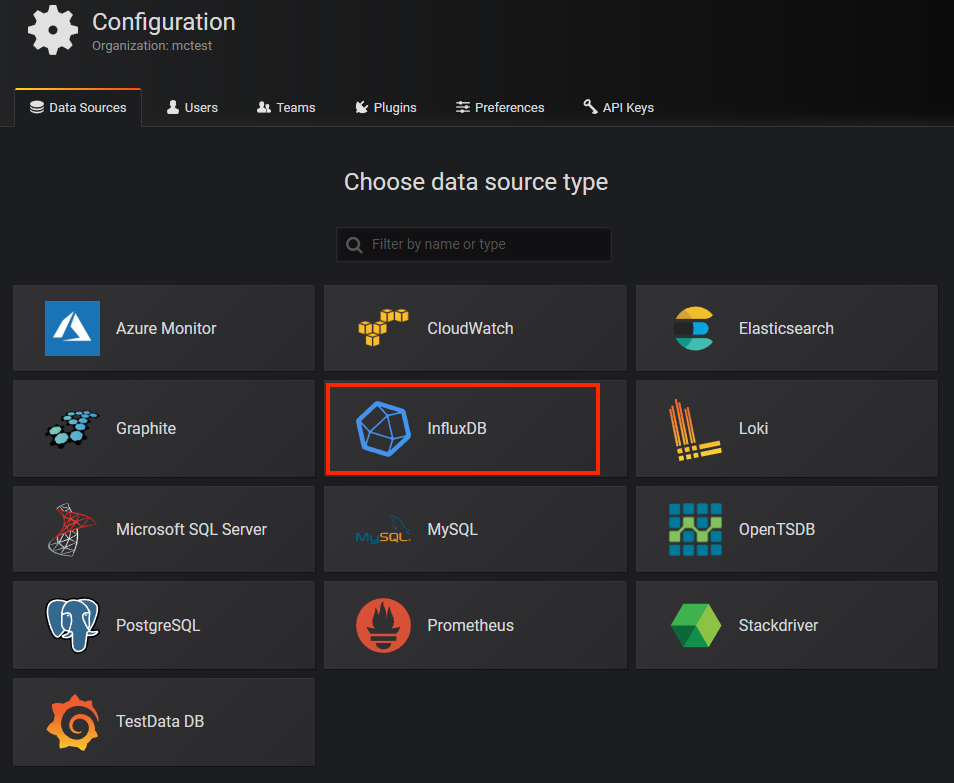 Configuration
Organization: mctest
Data Sources
Users
Teams
Plugins
Preferences
API Keys
Choose data source type
Filter by name or type
Azure Monitor
CloudWatch
Elasticsearch
Graphite
InfluxDB
Loki
Microsoft SQL Server
MySQL
MySQL
OpenTSDB
PostgreSQL
Prometheus
Stackdriver
TestData DB